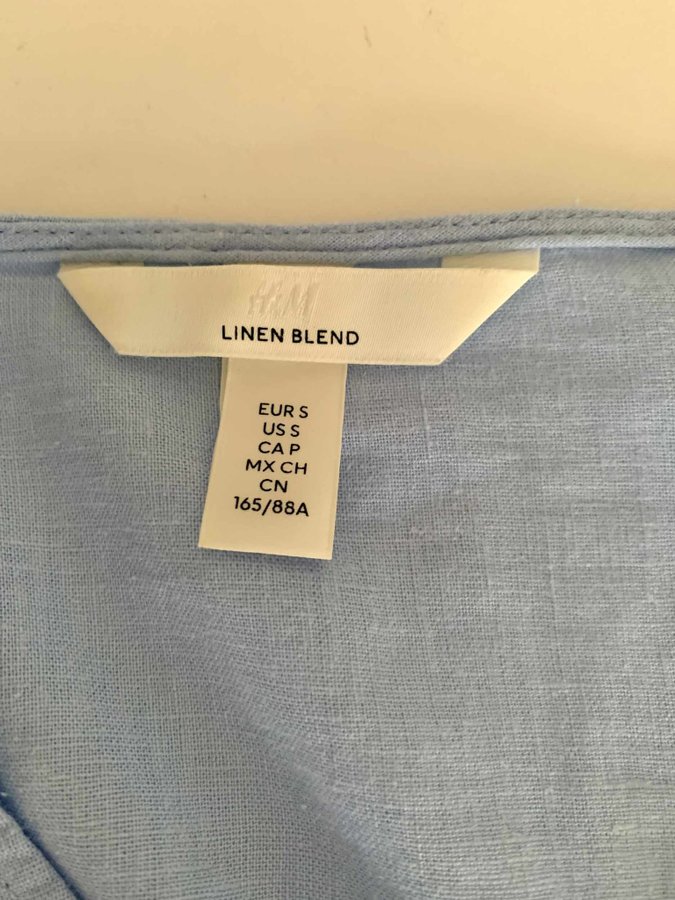 H&M
LINEN BLEND
EUR S
US S
CA P
MX CH
CN
165/88A